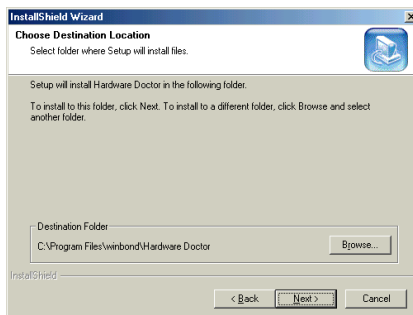 InstallShield Wizard
Choose Destination Location
Select folder where Setup will install files.
Setup will install Hardware Doctor in the following folder.
To install to this folder, click Next. To install to a different folder, click Browse and select
another folder.
Destination Folder
C:\Program Files\winbond\Hardware Doctor
Browse...
InstallShield
< Back
Next >
Cancel